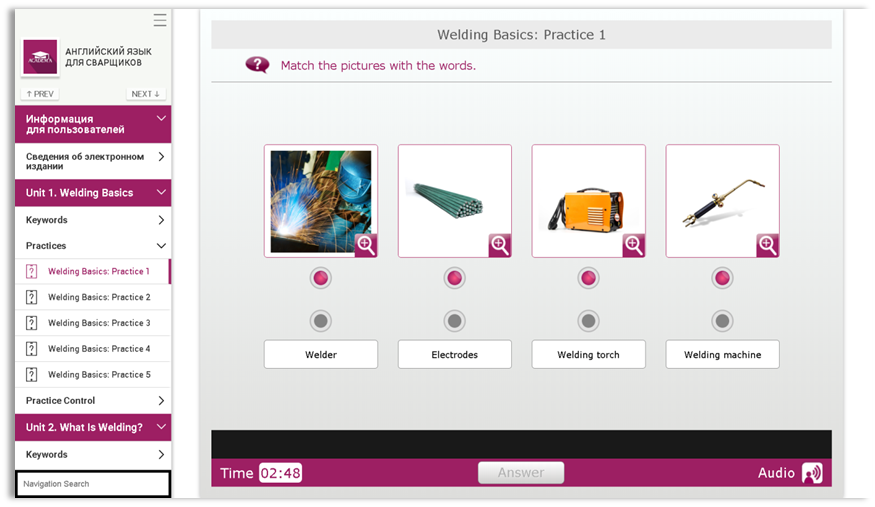 ACADEM'A
АНГЛИЙСКИЙ ЯЗЫК
ДЛЯ СВАРЩИКОВ
↑ PREV
NEXT ↓
Информация
для пользователей
Сведения об электронном
издании
Unit 1. Welding Basics
Keywords
Practices
? Welding Basics: Practice 1
? Welding Basics: Practice 2
? Welding Basics: Practice 3
? Welding Basics: Practice 4
? Welding Basics: Practice 5
Practice Control
Unit 2. What Is Welding?
Keywords
Navigation Search
Welding Basics: Practice 1
? Match the pictures with the words.
Welder Electrodes Welding torch Welding machine
Time 02:48 Answer Audio